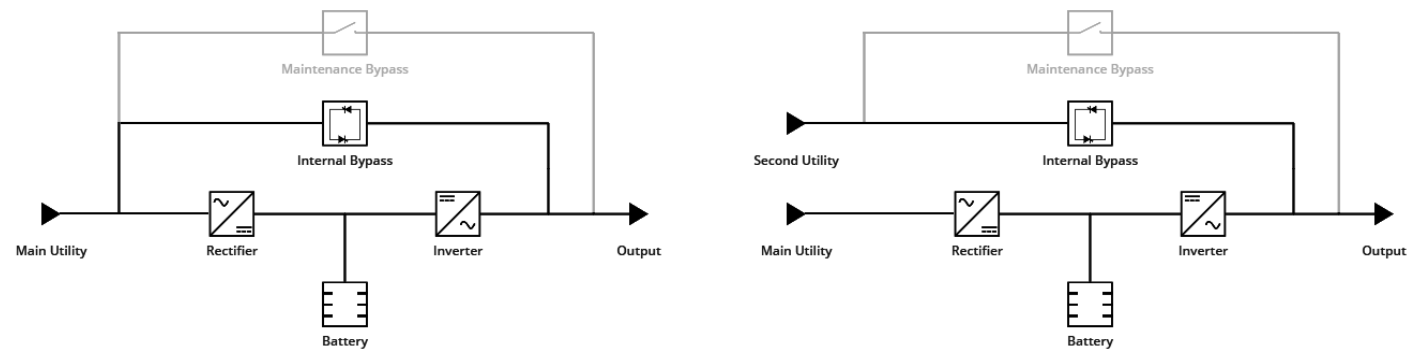 Maintenance Bypass
Internal Bypass
Main Utility
Rectifier
Inverter
Output
Battery
Maintenance Bypass
Second Utility
Internal Bypass
Main Utility
Rectifier
Inverter
Output
Battery